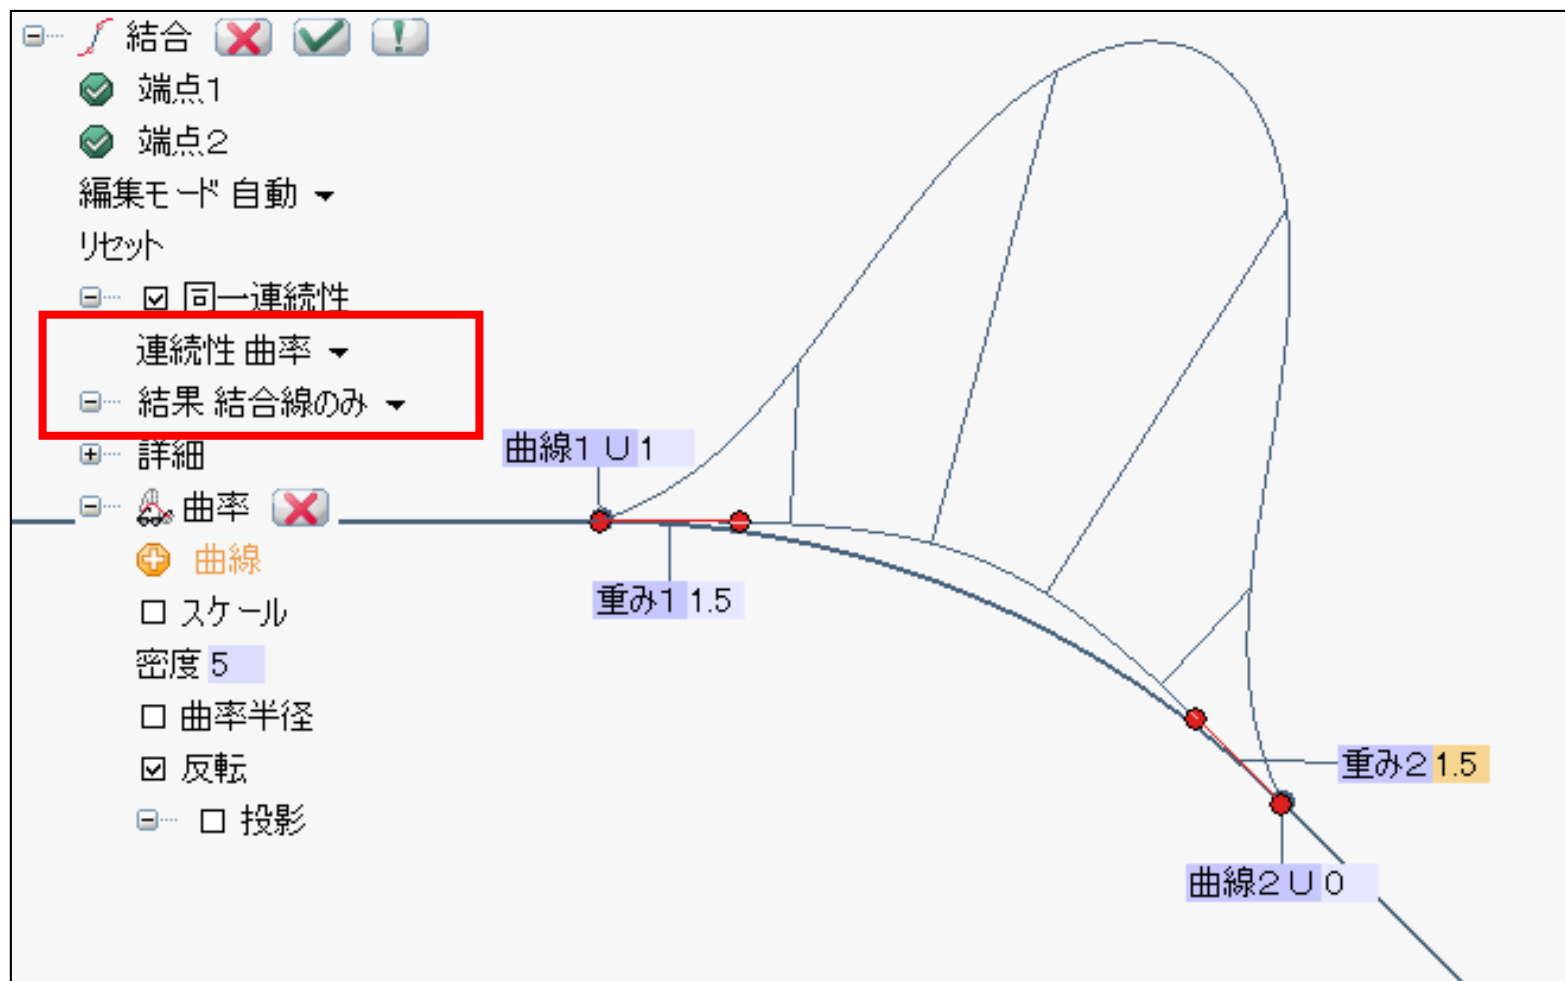 結合
端点1
端点2
編集モード 自動
リセット
同一連続性
連続性 曲率
結果 結合線のみ
詳細
曲率
曲線
スケール
密度 5
曲率半径
反転
投影
曲線1 U 1
重み1 1.5
重み2 1.5
曲線2 U 0